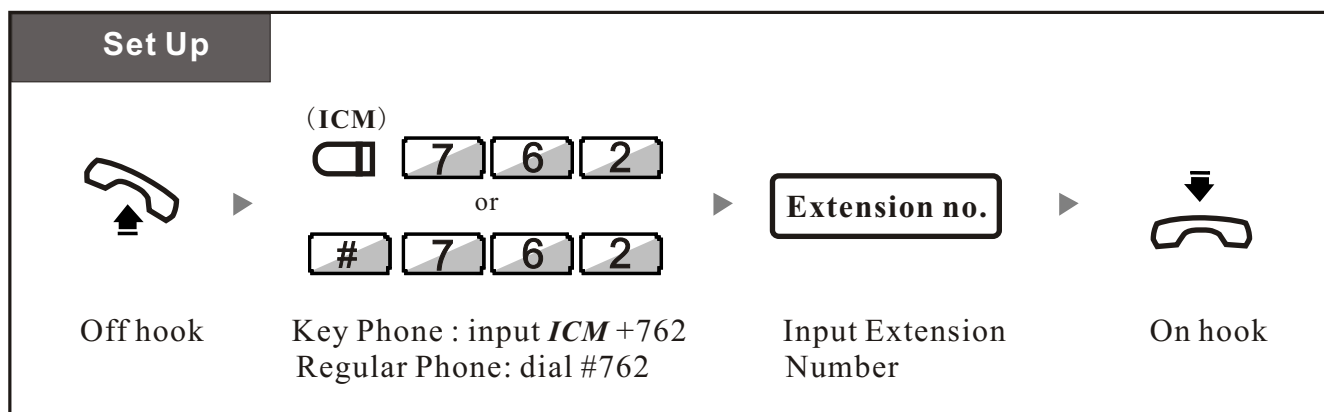 Set Up
（ICM）
7 6 2
or
# 7 6 2
Extension no.
Off hook
Key Phone : input ICM +762
Regular Phone: dial #762
Input Extension
Number
On hook